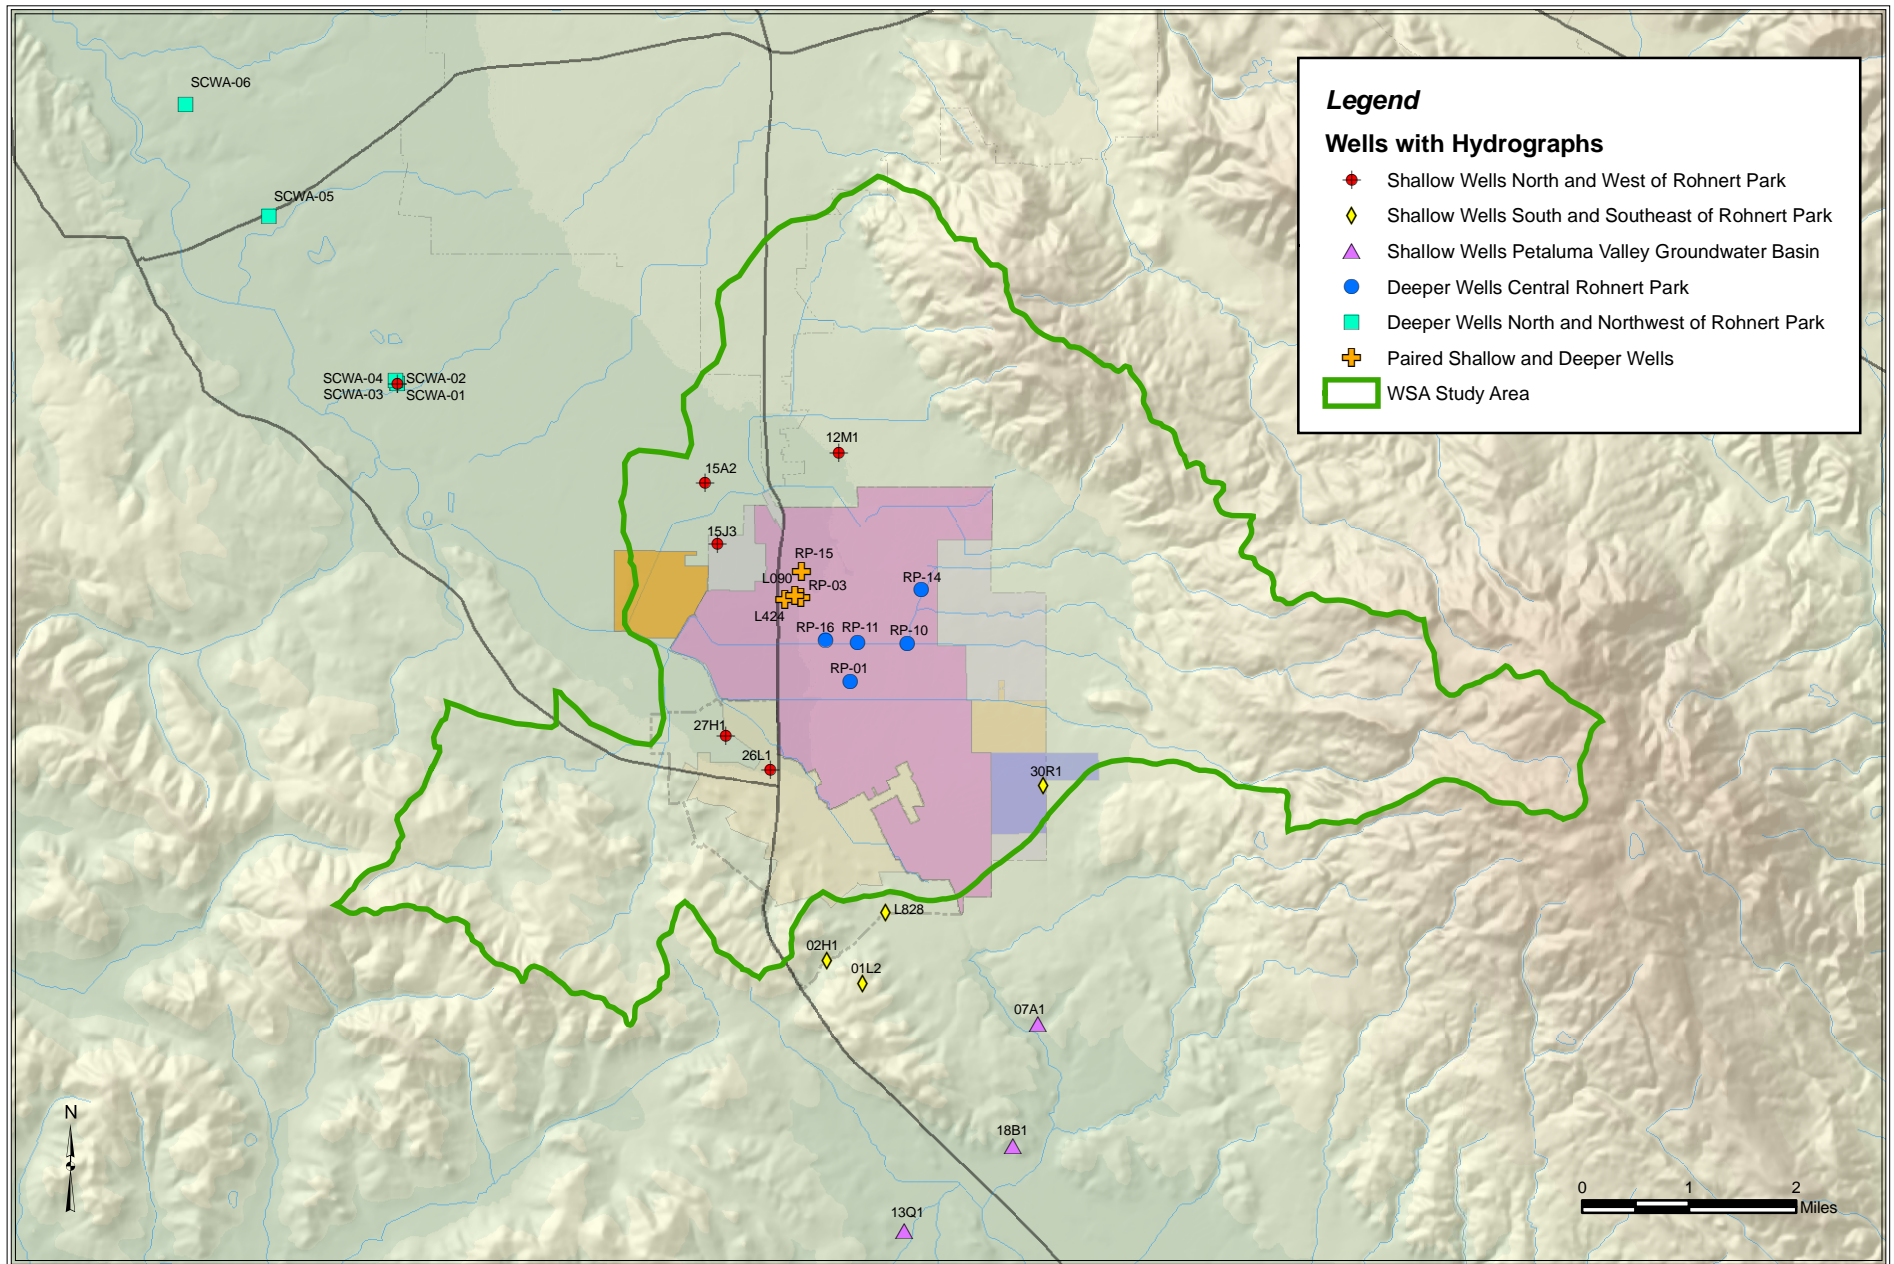 SCWA-06
SCWA-05
SCWA-04 SCWA-02
SCWA-03 SCWA-01
12M1
15A2
15J3
RP-15
L090
RP-03
RP-14
L424
RP-16
RP-11
RP-10
RP-01
27H1
26L1
30R1
L828
02H1
01L2
07A1
18B1
13Q1
Legend
Wells with Hydrographs
Shallow Wells North and West of Rohnert Park
Shallow Wells South and Southeast of Rohnert Park
Shallow Wells Petaluma Valley Groundwater Basin
Deeper Wells Central Rohnert Park
Deeper Wells North and Northwest of Rohnert Park
Paired Shallow and Deeper Wells
WSA Study Area
N
0 1 2
Miles